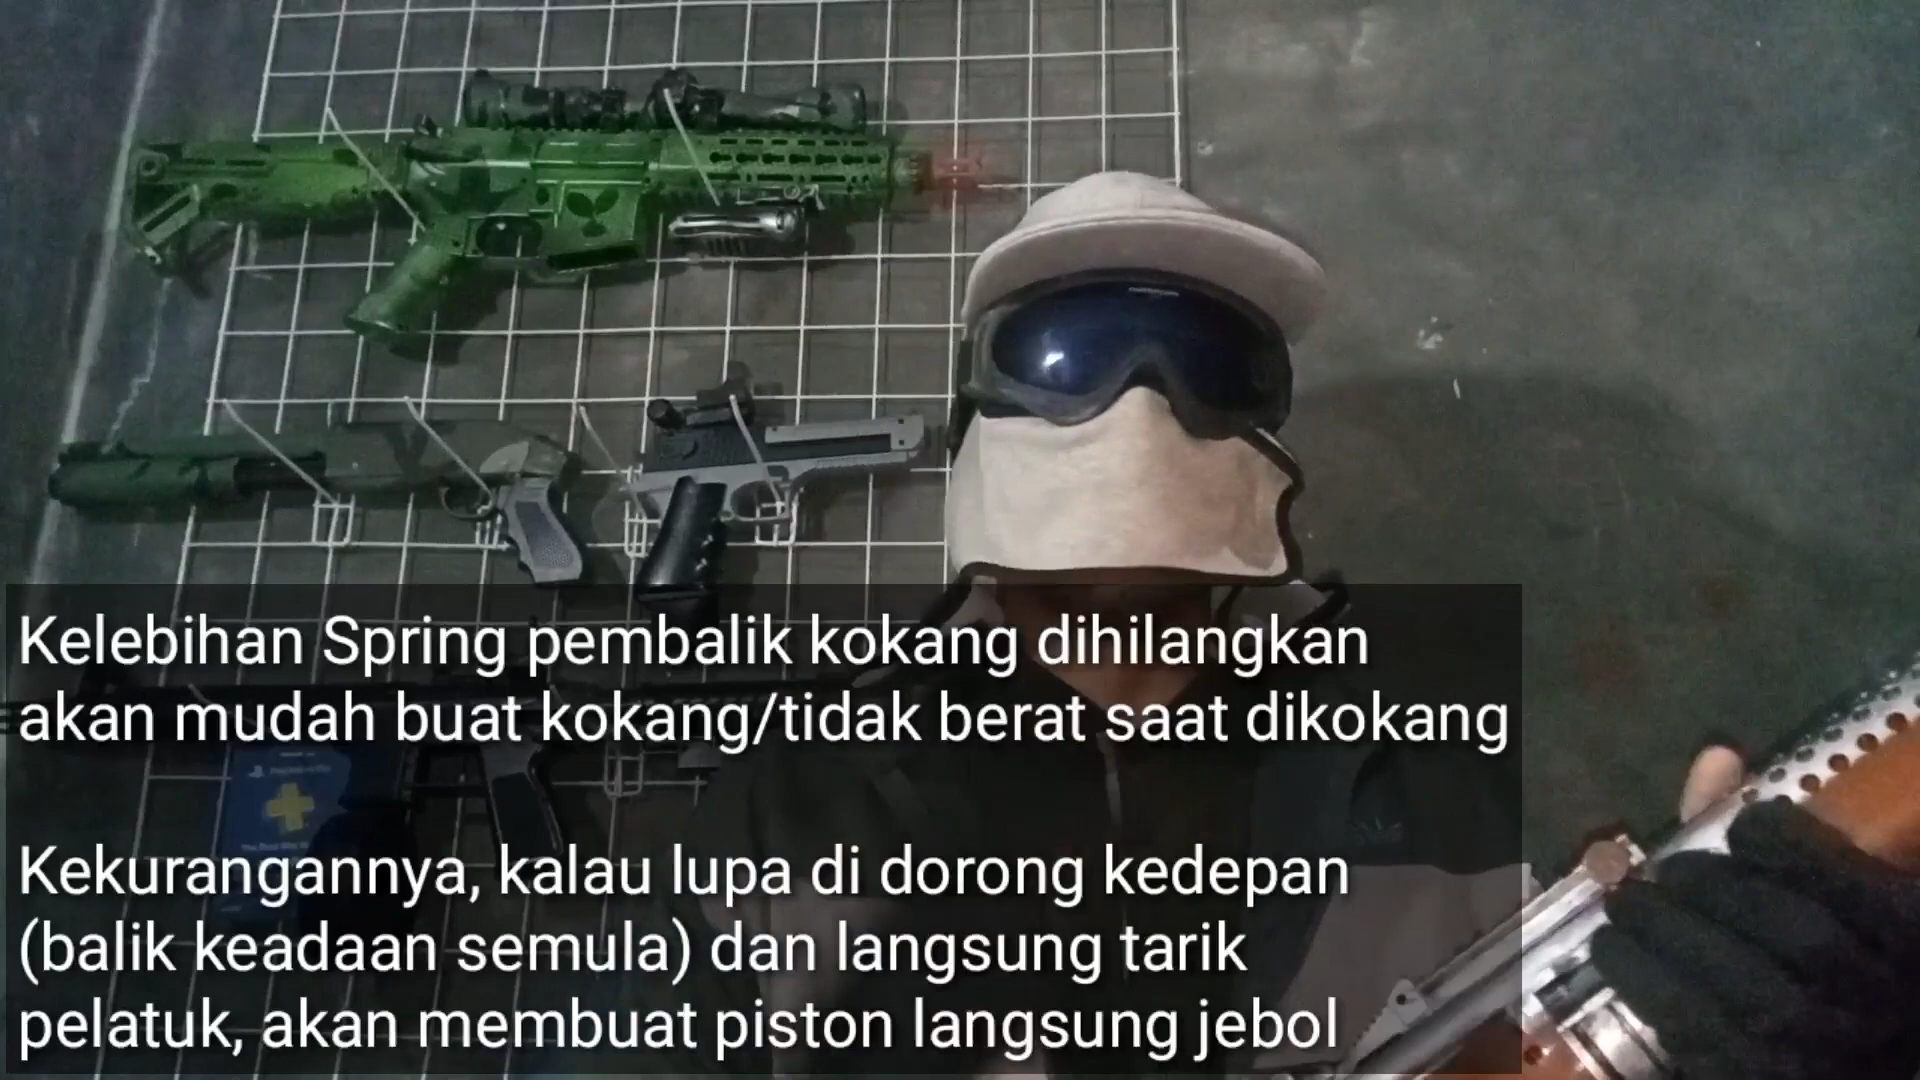 Kelebihan Spring pembalik kokang dihilangkan
akan mudah buat kokang/tidak berat saat dikokang
Kekurangannya, kalau lupa di dorong kedepan
(balik keadaan semula) dan langsung tarik
pelatuk, akan membuat piston langsung jebol